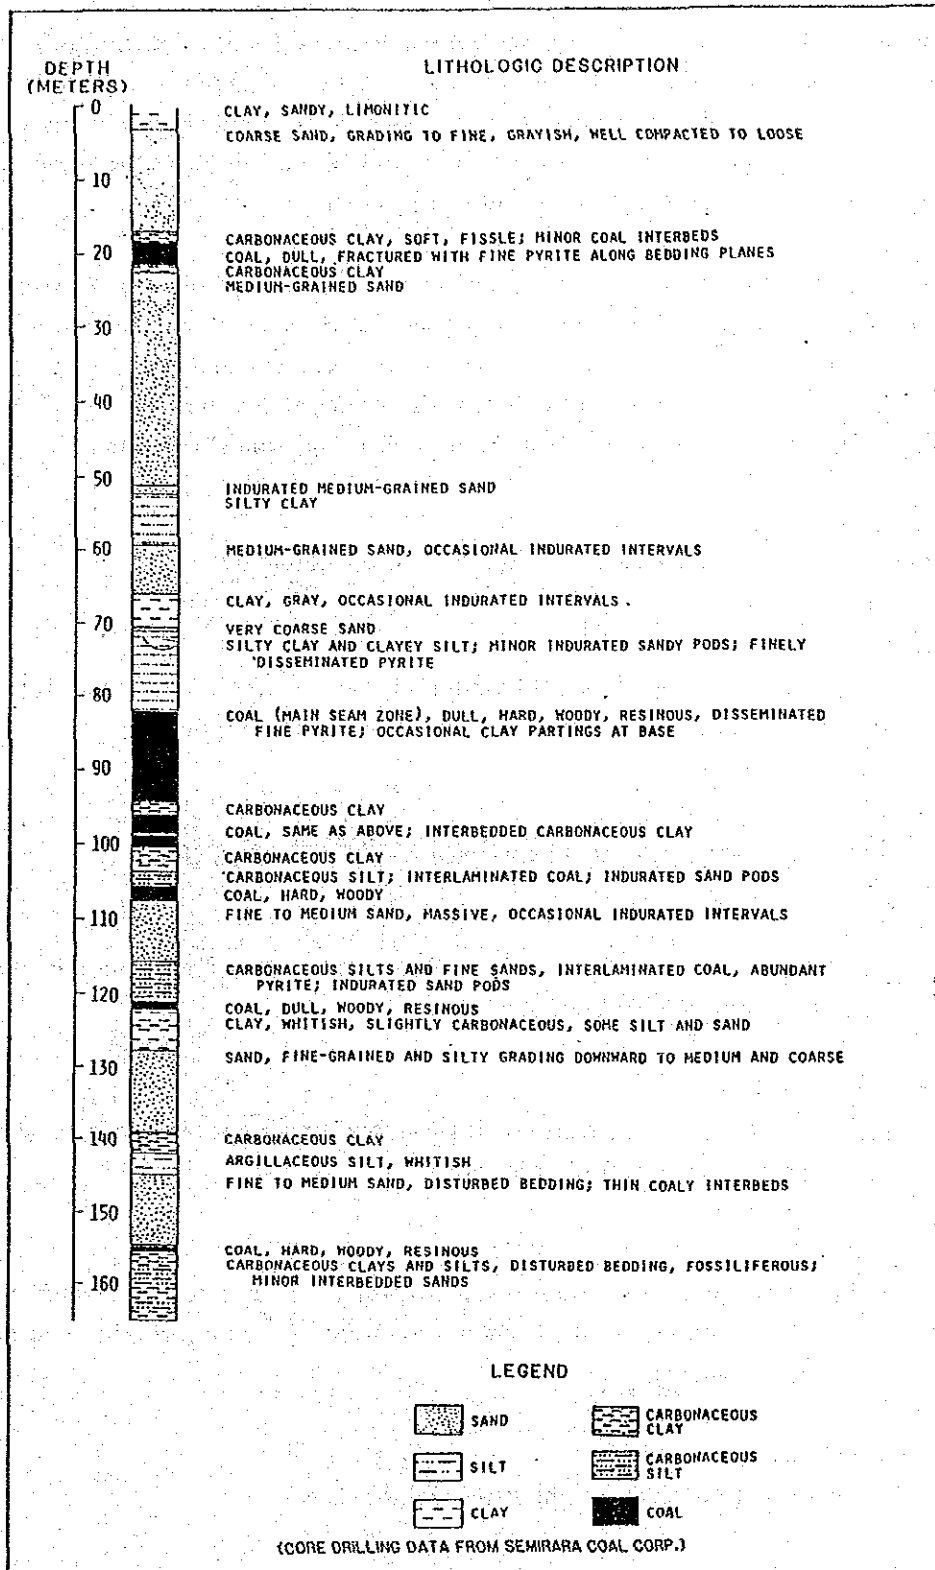 DEPTH
(METERS)
LITHOLOGIC DESCRIPTION
0
CLAY, SANDY, LIMONITIC
COARSE SAND, GRADING TO FINE, GRAYISH, WELL COMPACTED TO LOOSE
10
CARBONACEOUS CLAY, SOFT, FISSLE; MINOR COAL INTERBEDS
20
COAL, DULL, FRACTURED WITH FINE PYRITE ALONG BEDDING PLANES
CARBONACEOUS CLAY
MEDIUM-GRAINED SAND
30
40
50
INDURATED MEDIUM-GRAINED SAND
SILTY CLAY
60
MEDIUM-GRAINED SAND, OCCASIONAL INDURATED INTERVALS
CLAY, GRAY, OCCASIONAL INDURATED INTERVALS.
70
VERY COARSE SAND
SILTY CLAY AND CLAYEY SILT; MINOR INDURATED SANDY PODS; FINELY
DISSEMINATED PYRITE
80
COAL (MAIN SEAM ZONE), DULL, HARD, WOODY, RESINOUS, DISSEMINATED
FINE PYRITE; OCCASIONAL CLAY PARTINGS AT BASE
90
CARBONACEOUS CLAY
COAL, SAME AS ABOVE; INTERBEDDED CARBONACEOUS CLAY
100
CARBONACEOUS CLAY
CARBONACEOUS SILT; INTERLAMINATED COAL; INDURATED SAND PODS
COAL, HARD, WOODY
110
FINE TO MEDIUM SAND, MASSIVE, OCCASIONAL INDURATED INTERVALS
CARBONACEOUS SILTS AND FINE SANDS, INTERLAMINATED COAL, ABUNDANT
PYRITE; INDURATED SAND PODS
120
COAL, DULL, WOODY, RESINOUS
CLAY, WHITISH, SLIGHTLY CARBONACEOUS, SOME SILT AND SAND
SAND, FINE-GRAINED AND SILTY GRADING DOWNWARD TO MEDIUM AND COARSE
130
140
CARBONACEOUS CLAY
ARGILLACEOUS SILT, WHITISH
FINE TO MEDIUM SAND, DISTURBED BEDDING; THIN COALY INTERBEDS
150
COAL, HARD, WOODY, RESINOUS
CARBONACEOUS CLAYS AND SILTS, DISTURBED BEDDING, FOSSILIFEROUS;
MINOR INTERBEDDED SANDS
160
LEGEND
SAND
CARBONACEOUS
CLAY
SILT
CARBONACEOUS
SILT
CLAY
COAL
(CORE DRILLING DATA FROM SEMIRARA COAL CORP.)